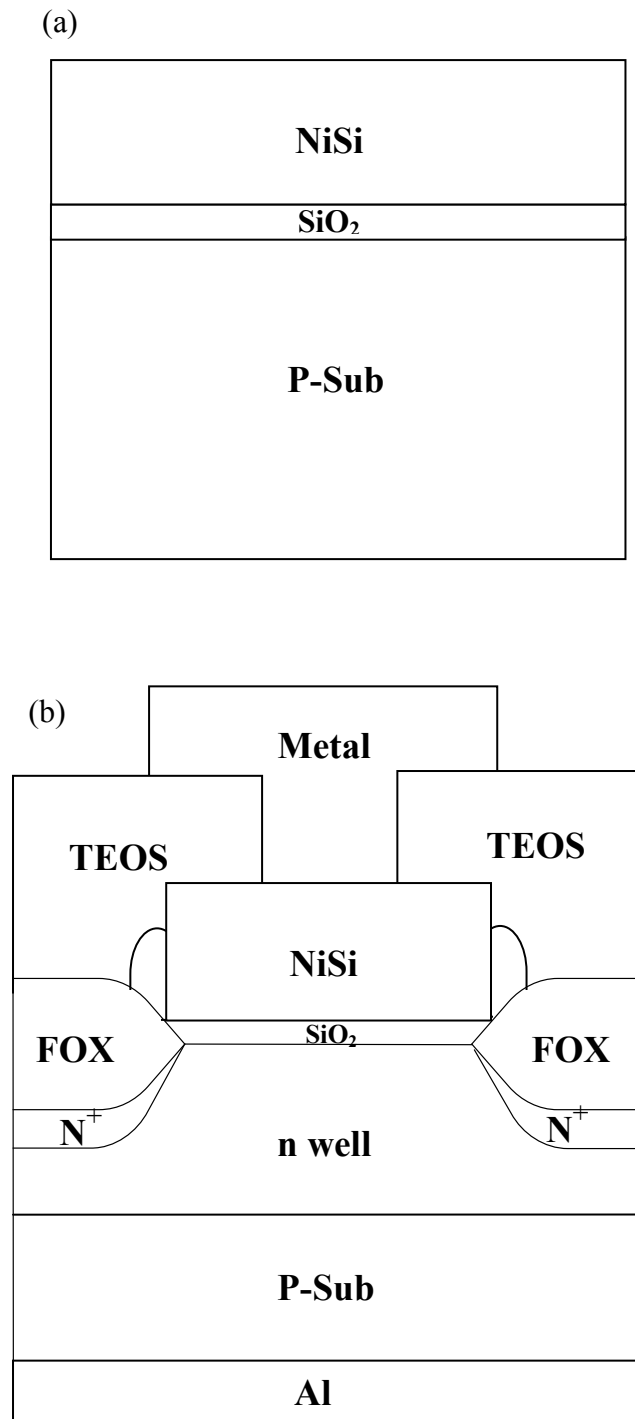 (a)
NiSi
SiO₂
P-Sub
(b)
Metal
TEOS
TEOS
NiSi
SiO₂
FOX
FOX
N⁺
N⁺
n well
P-Sub
Al